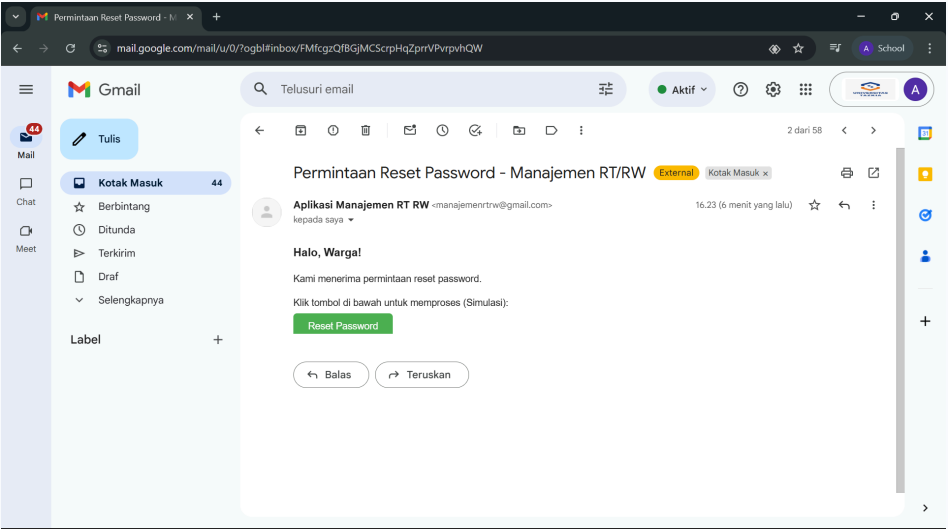 Permintaan Reset Password - M
mail.google.com/mail/u/0/?ogbl#inbox/FMfcgzQfBGjMCScrpHqZprrVPvrpvhQW
A School
Gmail
Telusuri email
Aktif
UNIVERSITAS
A
44
Mail
Chat
Meet
Tulis
Kotak Masuk 44
Berbintang
Ditunda
Terkirim
Draf
Selengkapnya
Label
2 dari 58
Permintaan Reset Password - Manajemen RT/RW External Kotak Masuk x
Aplikasi Manajemen RT RW <manajemenrtrw@gmail.com> 16.23 (6 menit yang lalu)
kepada saya
Halo, Warga!
Kami menerima permintaan reset password.
Klik tombol di bawah untuk memproses (Simulasi):
Reset Password
Balas Teruskan
31